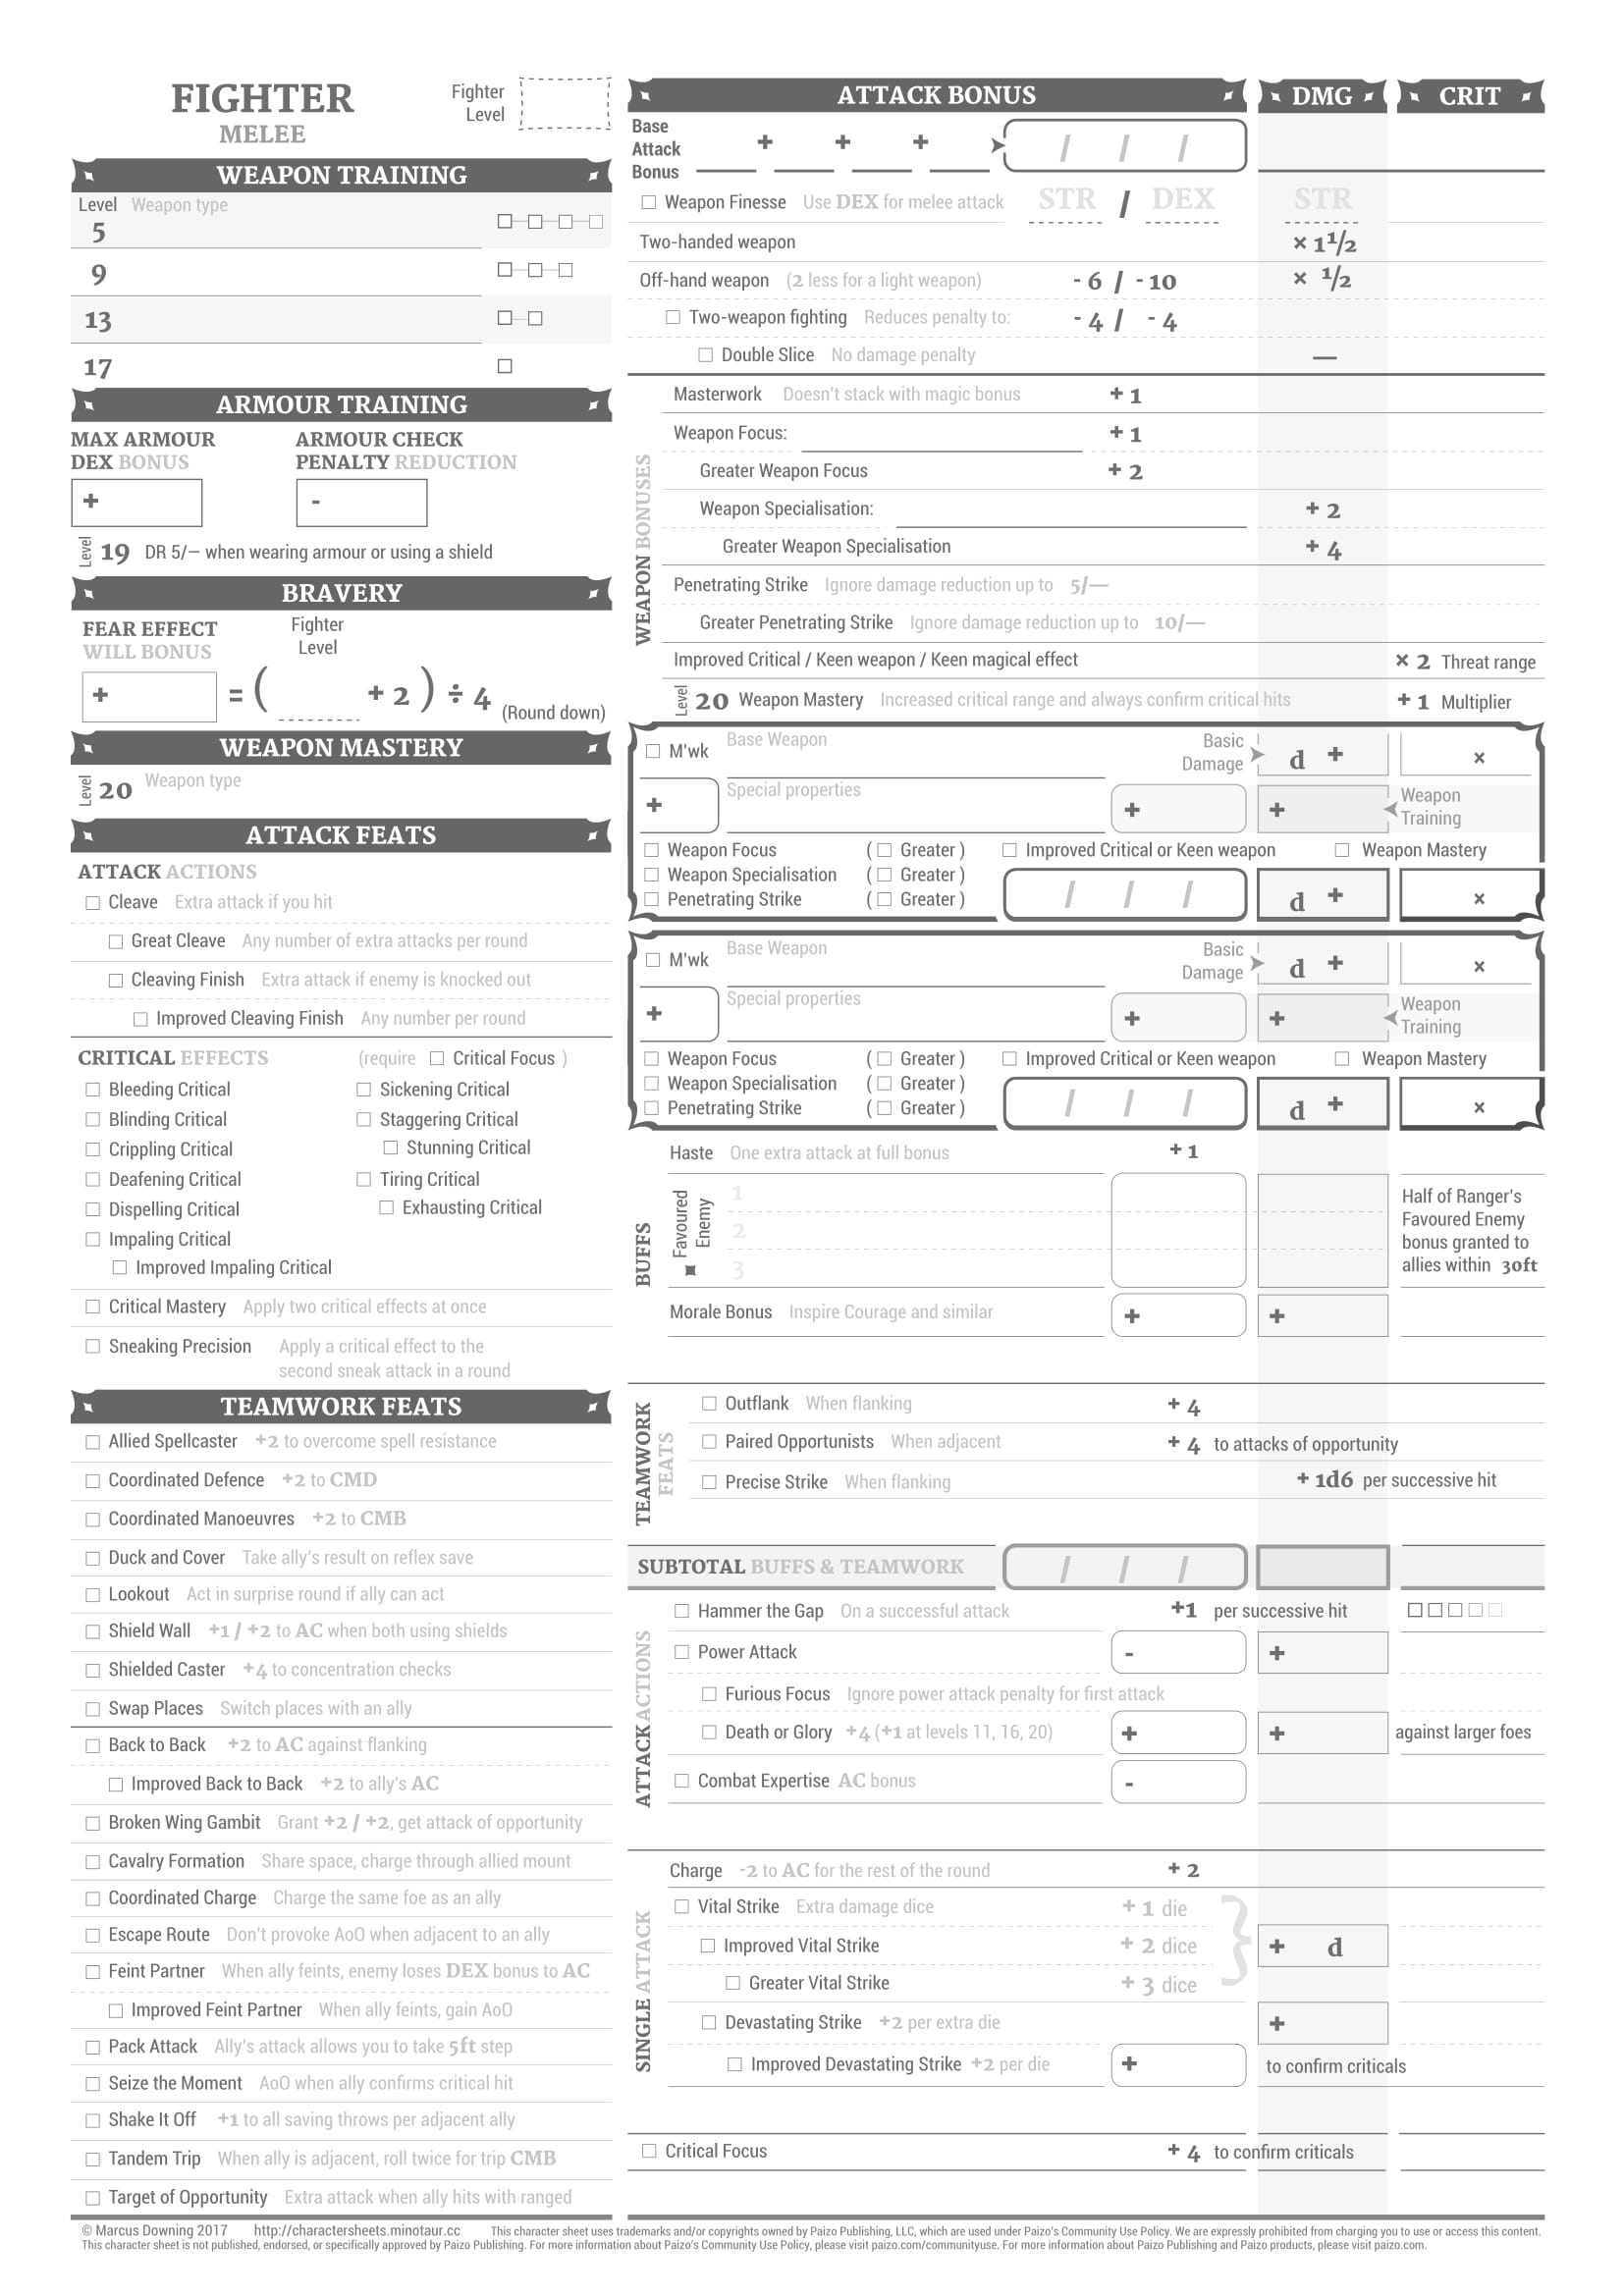 FIGHTER
MELEE
Fighter
Level
WEAPON TRAINING
Level Weapon type
5
9
13
17
ARMOUR TRAINING
MAX ARMOUR
DEX BONUS
+
ARMOUR CHECK
PENALTY REDUCTION
-
Level 19 DR 5/— when wearing armour or using a shield
BRAVERY
FEAR EFFECT
WILL BONUS
Fighter
Level
+ = ( + 2 ) ÷ 4 (Round down)
WEAPON MASTERY
Level 20 Weapon type
ATTACK FEATS
ATTACK ACTIONS
Cleave Extra attack if you hit
Great Cleave Any number of extra attacks per round
Cleaving Finish Extra attack if enemy is knocked out
Improved Cleaving Finish Any number per round
CRITICAL EFFECTS (require Critical Focus )
Bleeding Critical
Blinding Critical
Crippling Critical
Deafening Critical
Dispelling Critical
Impaling Critical
Improved Impaling Critical
Sickening Critical
Staggering Critical
Stunning Critical
Tiring Critical
Exhausting Critical
Critical Mastery Apply two critical effects at once
Sneaking Precision Apply a critical effect to the
second sneak attack in a round
TEAMWORK FEATS
Allied Spellcaster +2 to overcome spell resistance
Coordinated Defence +2 to CMD
Coordinated Manoeuvres +2 to CMB
Duck and Cover Take ally's result on reflex save
Lookout Act in surprise round if ally can act
Shield Wall +1 / +2 to AC when both using shields
Shielded Caster +4 to concentration checks
Swap Places Switch places with an ally
Back to Back +2 to AC against flanking
Improved Back to Back +2 to ally's AC
Broken Wing Gambit Grant +2 / +2, get attack of opportunity
Cavalry Formation Share space, charge through allied mount
Coordinated Charge Charge the same foe as an ally
Escape Route Don't provoke AoO when adjacent to an ally
Feint Partner When ally feints, enemy loses DEX bonus to AC
Improved Feint Partner When ally feints, gain AoO
Pack Attack Ally's attack allows you to take 5ft step
Seize the Moment AoO when ally confirms critical hit
Shake It Off +1 to all saving throws per adjacent ally
Tandem Trip When ally is adjacent, roll twice for trip CMB
Target of Opportunity Extra attack when ally hits with ranged
ATTACK BONUS DMG CRIT
Base
Attack
Bonus
+ + + / / /
Weapon Finesse Use DEX for melee attack STR / DEX STR
Two-handed weapon × 1 1/2
Off-hand weapon (2 less for a light weapon) - 6 / - 10 × 1/2
Two-weapon fighting Reduces penalty to: - 4 / - 4
Double Slice No damage penalty —
WEAPON BONUSES
Masterwork Doesn't stack with magic bonus + 1
Weapon Focus: + 1
Greater Weapon Focus + 2
Weapon Specialisation: + 2
Greater Weapon Specialisation + 4
Penetrating Strike Ignore damage reduction up to 5/—
Greater Penetrating Strike Ignore damage reduction up to 10/—
Improved Critical / Keen weapon / Keen magical effect × 2 Threat range
Level 20 Weapon Mastery Increased critical range and always confirm critical hits + 1 Multiplier
M'wk Base Weapon Basic
Damage d + ×
+ Special properties + + Weapon
Training
Weapon Focus ( Greater ) Improved Critical or Keen weapon Weapon Mastery
Weapon Specialisation ( Greater )
Penetrating Strike ( Greater ) / / / d + ×
M'wk Base Weapon Basic
Damage d + ×
+ Special properties + + Weapon
Training
Weapon Focus ( Greater ) Improved Critical or Keen weapon Weapon Mastery
Weapon Specialisation ( Greater )
Penetrating Strike ( Greater ) / / / d + ×
BUFFS
Haste One extra attack at full bonus + 1
Favoured
Enemy
1
2
3
Half of Ranger's
Favoured Enemy
bonus granted to
allies within 30ft
Morale Bonus Inspire Courage and similar + +
TEAMWORK
FEATS
Outflank When flanking + 4
Paired Opportunists When adjacent + 4 to attacks of opportunity
Precise Strike When flanking + 1d6 per successive hit
SUBTOTAL BUFFS & TEAMWORK / / /
ATTACK ACTIONS
Hammer the Gap On a successful attack +1 per successive hit
Power Attack - +
Furious Focus Ignore power attack penalty for first attack
Death or Glory +4 (+1 at levels 11, 16, 20) + + against larger foes
Combat Expertise AC bonus -
SINGLE ATTACK
Charge -2 to AC for the rest of the round + 2
Vital Strike Extra damage dice + 1 die
Improved Vital Strike + 2 dice + d
Greater Vital Strike + 3 dice
Devastating Strike +2 per extra die +
Improved Devastating Strike +2 per die + to confirm criticals
Critical Focus + 4 to confirm criticals
© Marcus Downing 2017 http://charactersheets.minotaur.cc This character sheet uses trademarks and/or copyrights owned by Paizo Publishing, LLC, which are used under Paizo's Community Use Policy. We are expressly prohibited from charging you to use or access this content.
This character sheet is not published, endorsed, or specifically approved by Paizo Publishing. For more information about Paizo's Community Use Policy, please visit paizo.com/communityuse. For more information about Paizo Publishing and Paizo products, please visit paizo.com.